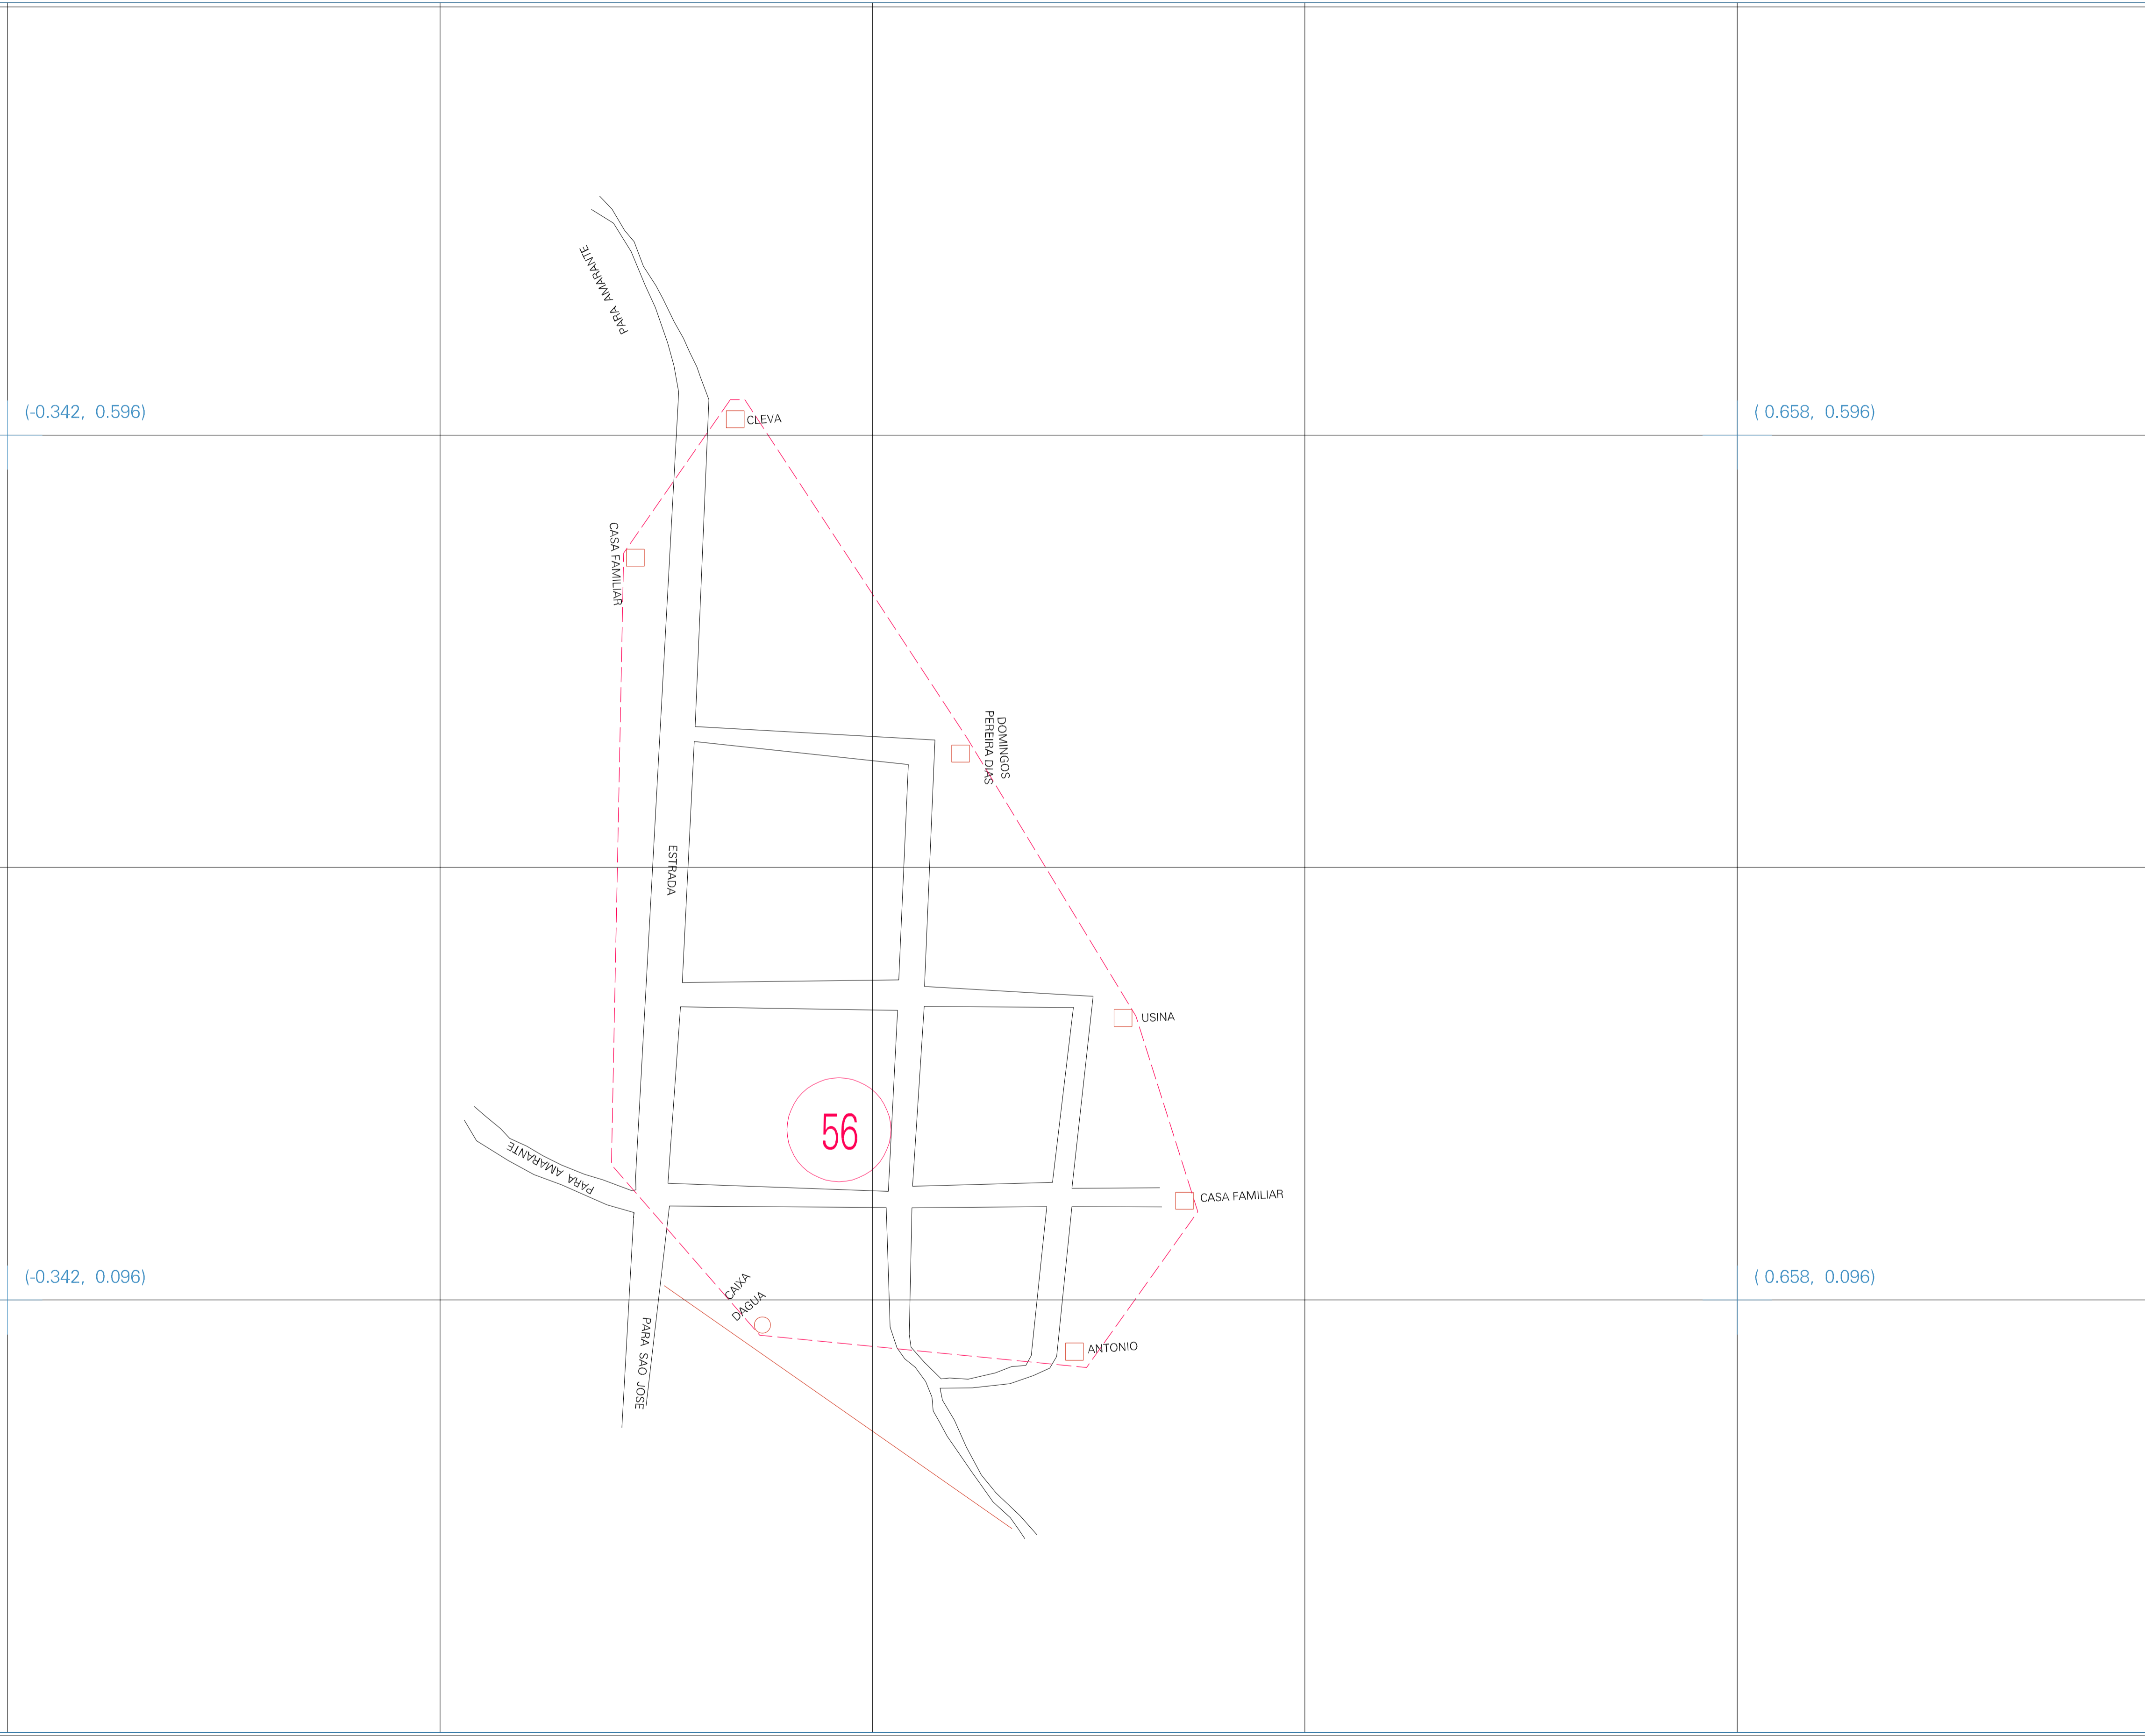 PARA AMARANTE
(-0.342, 0.596)
( 0.658, 0.596)
CLEVA
CASA FAMILIAR
DOMINGOS
PEREIRA DIAS
ESTRADA
USINA
56
PARA AMARANTE
CASA FAMILIAR
(-0.342, 0.096)
( 0.658, 0.096)
CAIXA
DAGUA
PARA SAO JOSE
ANTONIO